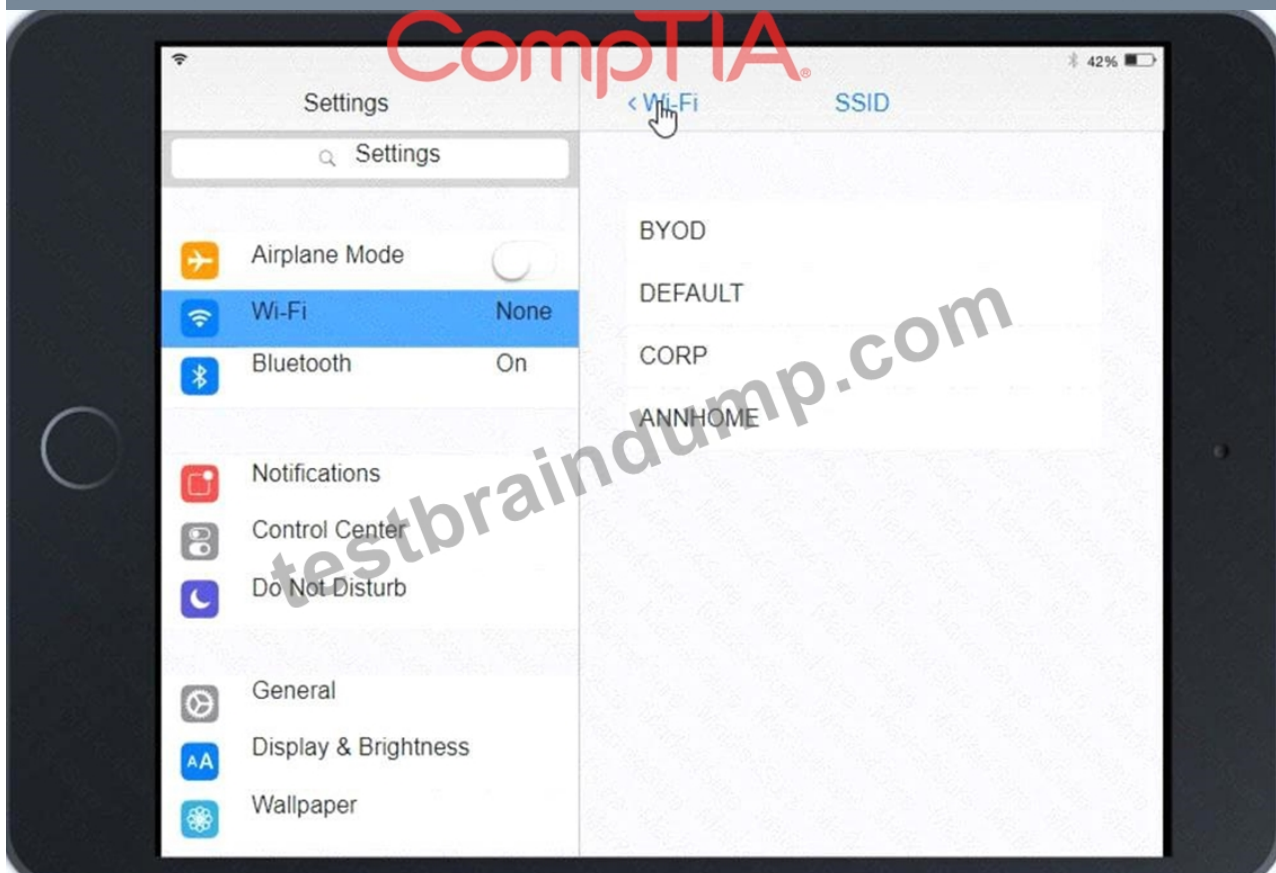 CompTIA®
42%
Settings
< Wi-Fi SSID
Settings
Airplane Mode
Wi-Fi None
Bluetooth On
Notifications
Control Center
Do Not Disturb
General
Display & Brightness
AA
Wallpaper
BYOD
DEFAULT
CORP
ANNHOME
testbraindump.com